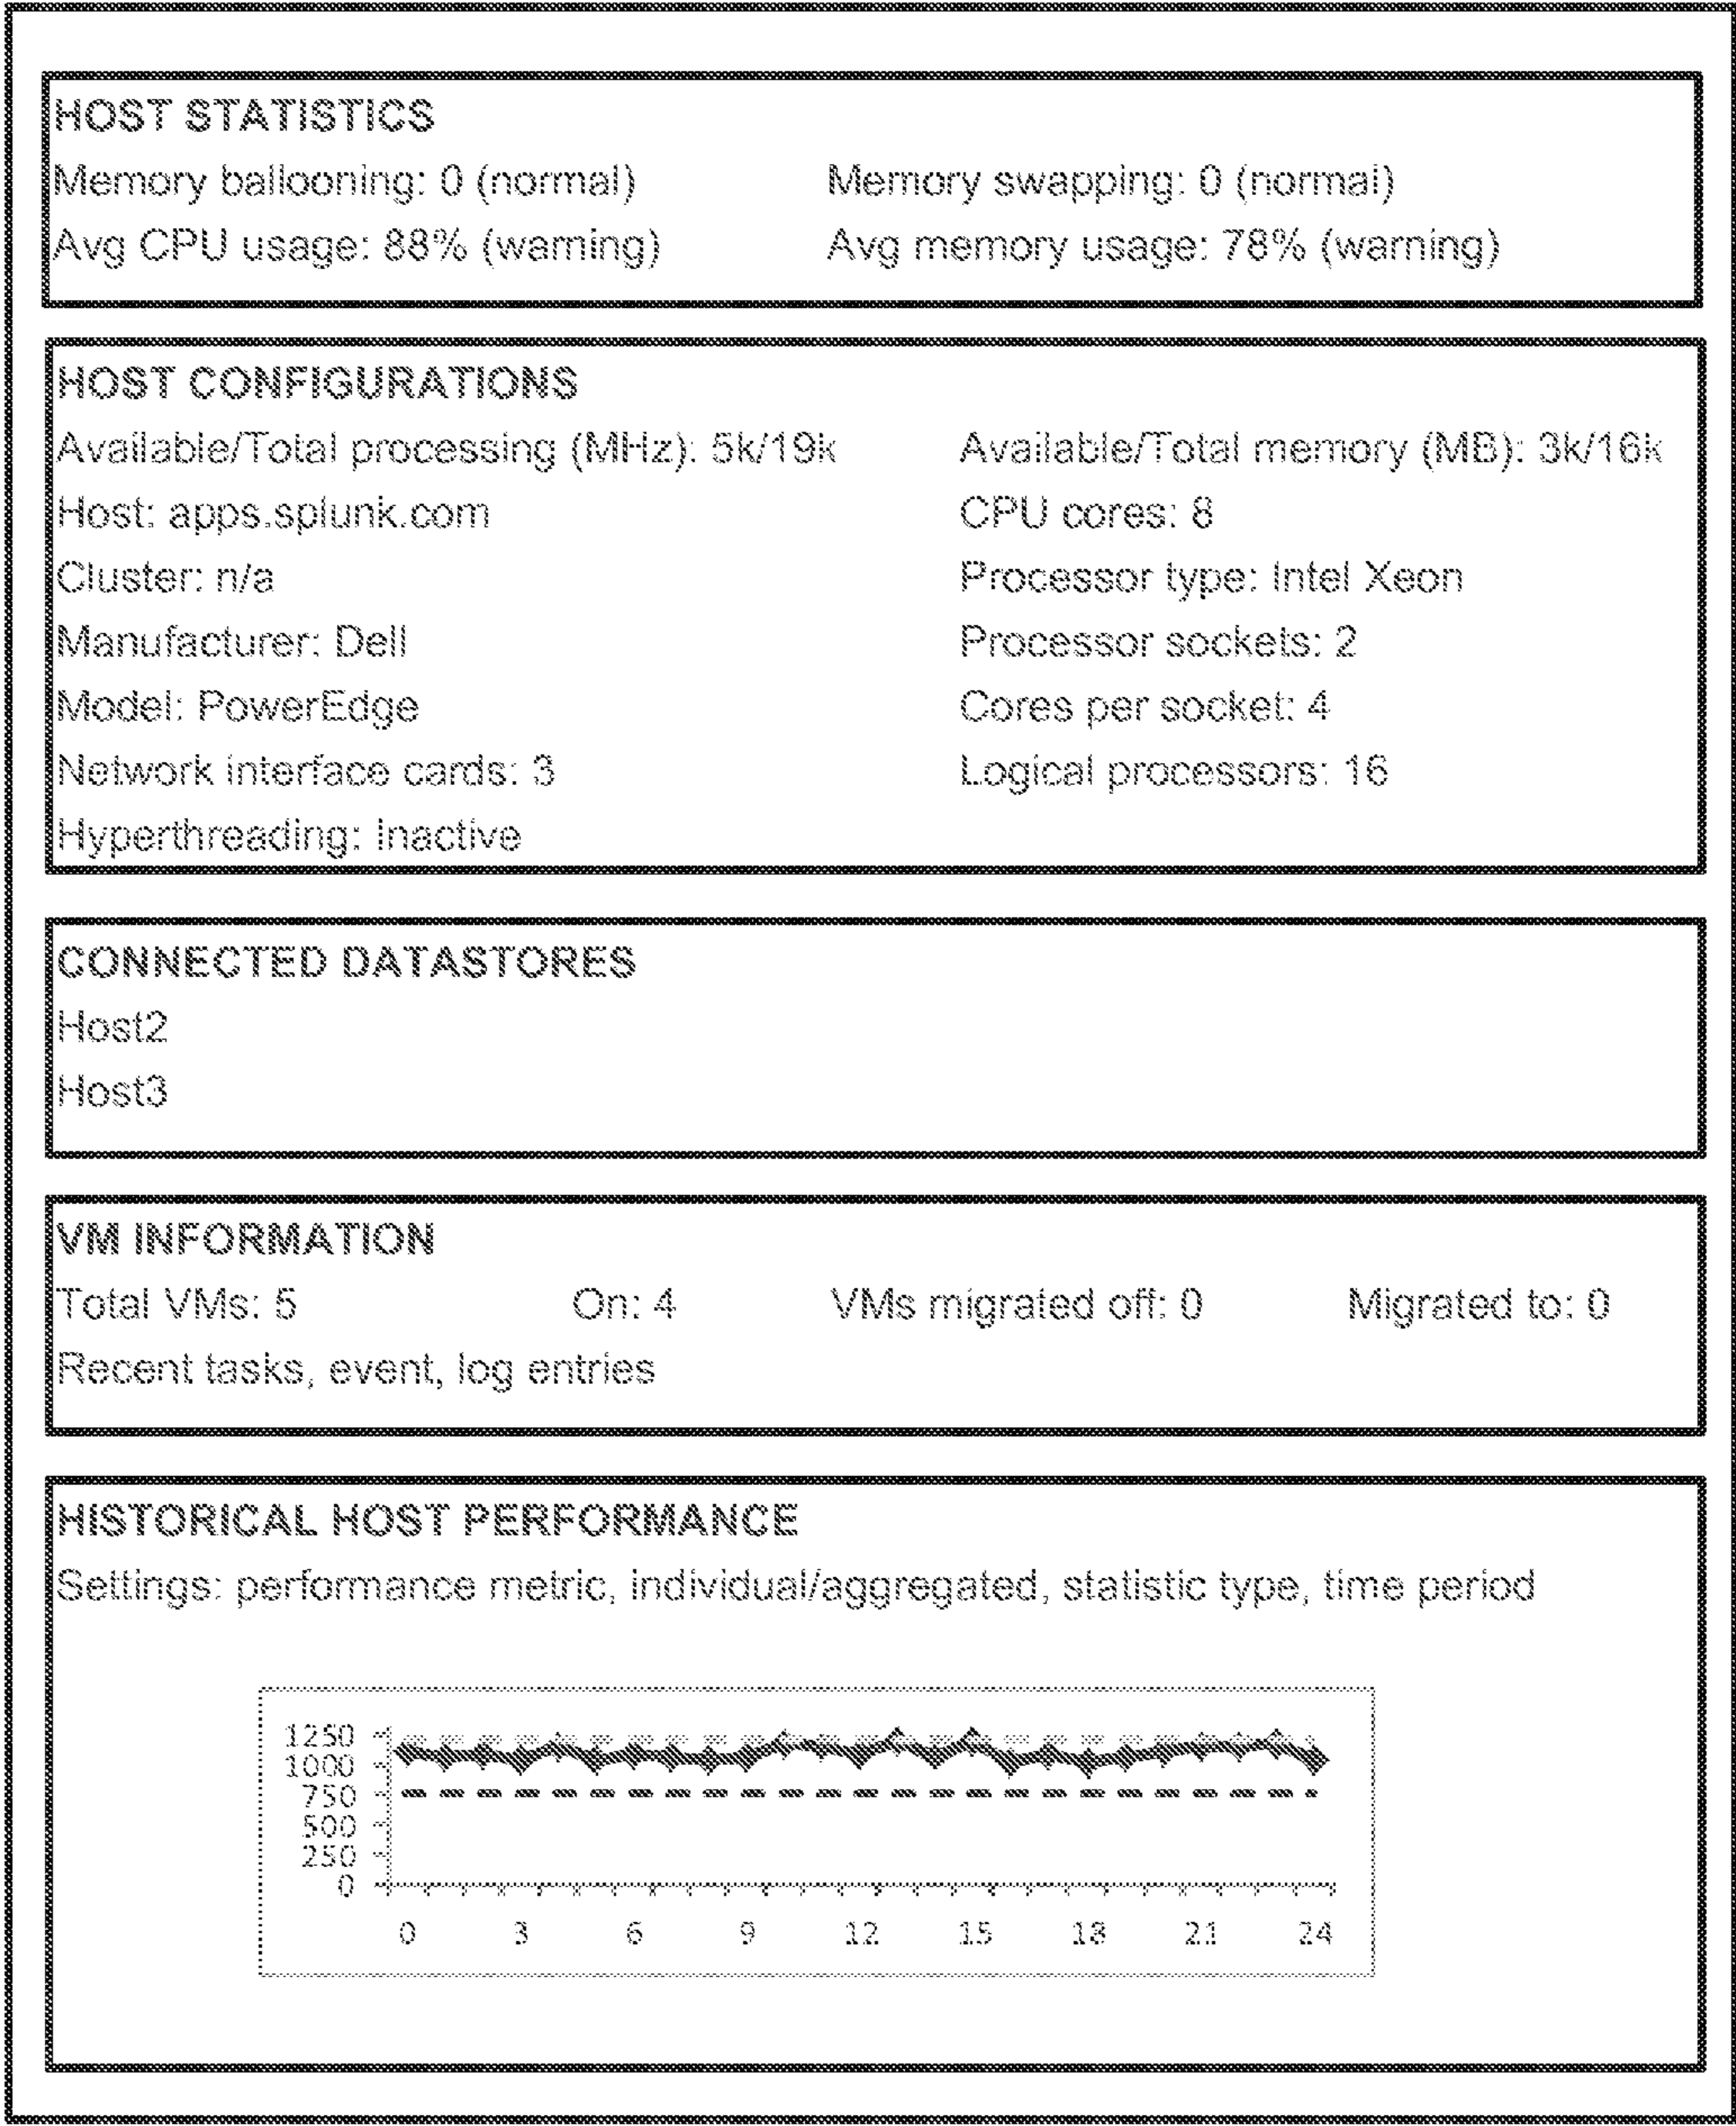 HOST STATISTICS
Memory ballooning: 0 (normal) Memory swapping: 0 (normal)
Avg CPU usage: 88% (warning) Avg memory usage: 78% (warning)
HOST CONFIGURATIONS
Available/Total processing (MHz): 5k/19k Available/Total memory (MB): 3k/16k
Host: apps.splunk.com CPU cores: 8
Cluster: n/a Processor type: Intel Xeon
Manufacturer: Dell Processor sockets: 2
Model: PowerEdge Cores per socket: 4
Network interface cards: 3 Logical processors: 16
Hyperthreading: Inactive
CONNECTED DATASTORES
Host2
Host3
VM INFORMATION
Total VMs: 5 On: 4 VMs migrated off: 0 Migrated to: 0
Recent tasks, event, log entries
HISTORICAL HOST PERFORMANCE
Settings: performance metric, individual/aggregated, statistic type, time period
1250
1000
750
500
250
0
0 3 6 9 12 15 18 21 24